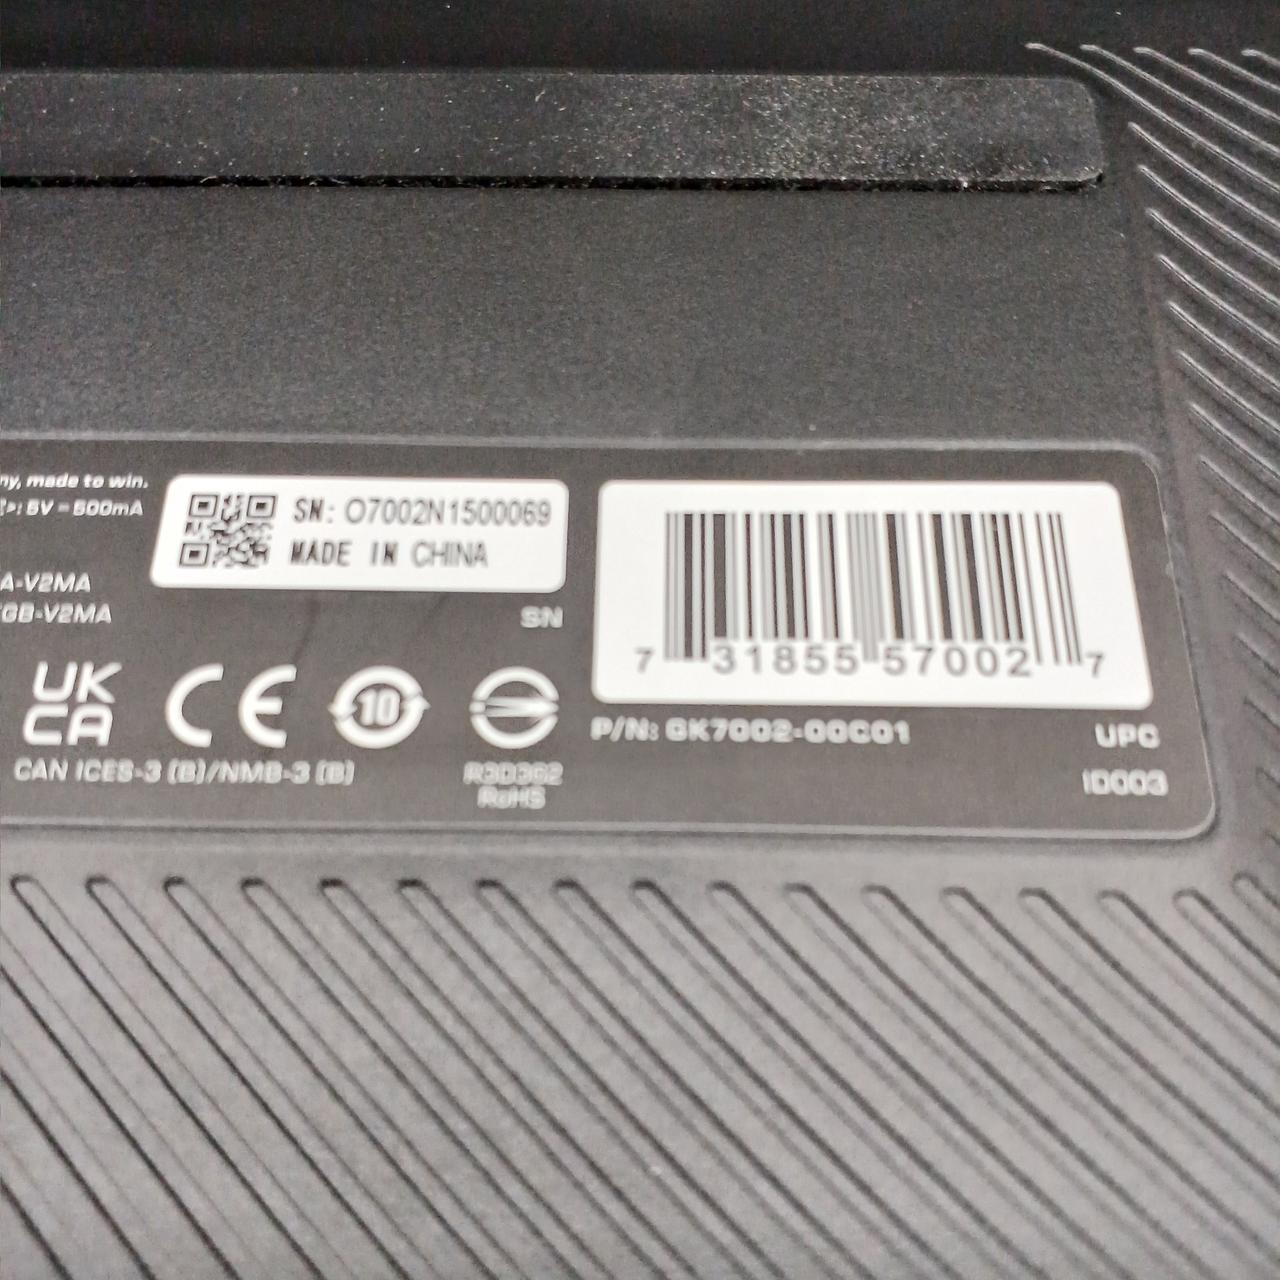 ny, made to win.
: 5V⎓500mA
A-V2MA
GB-V2MA
SN: O7002N1500069
MADE IN CHINA
SN
7 31855 57002 7
P/N: GK7002-00C01
UPC
ID003
UK
CA
CE
10
CAN ICES-3 (B)/NMB-3 (B)
R3D3G2
RoHS